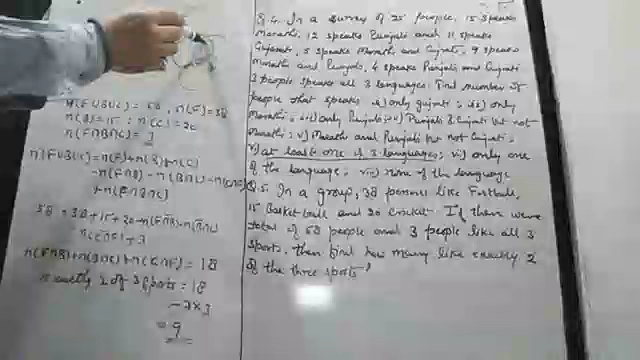 n(FUBUC) = 58, n(F) = 38
n(B) = 15 ; n(C) = 20
n(F∩B∩C) = 3
n(FUBUC) = n(F)+n(B)+n(C)
-n(F∩B) - n(B∩C) - n(C∩F)
+n(F∩B∩C)
58 = 38+15+20-n(F∩B)-n(B∩C)
n(C∩F)+3
n(F∩B)+n(B∩C)+n(C∩F) = 18
exactly 2 of 3 sports = 18
-3×3
= 9
Q.4. In a survey of 25 people, 15 speaks
Marathi, 12 speaks Punjabi and 11 speaks
Gujarati, 5 speaks Marathi and Gujrati, 9 speaks
Marathi and Punjabi, 4 speaks Punjabi and Gujrati
3 people speak all 3 languages. Find number of
people that speaks i) only gujrati, ii) only
Marathi, iii) only Punjabi iv) Punjabi & Gujrati but not
Marathi; v) Marathi and Punjabi but not Gujrati.
vi) at least one of 3 languages; vii) only one
of the language; viii) none of the language
Q.5. In a group, 38 persons like Football,
15 Basket ball and 20 cricket. If there were
total of 58 people and 3 people like all 3
sports, then find how many like exactly 2
of the three sports?